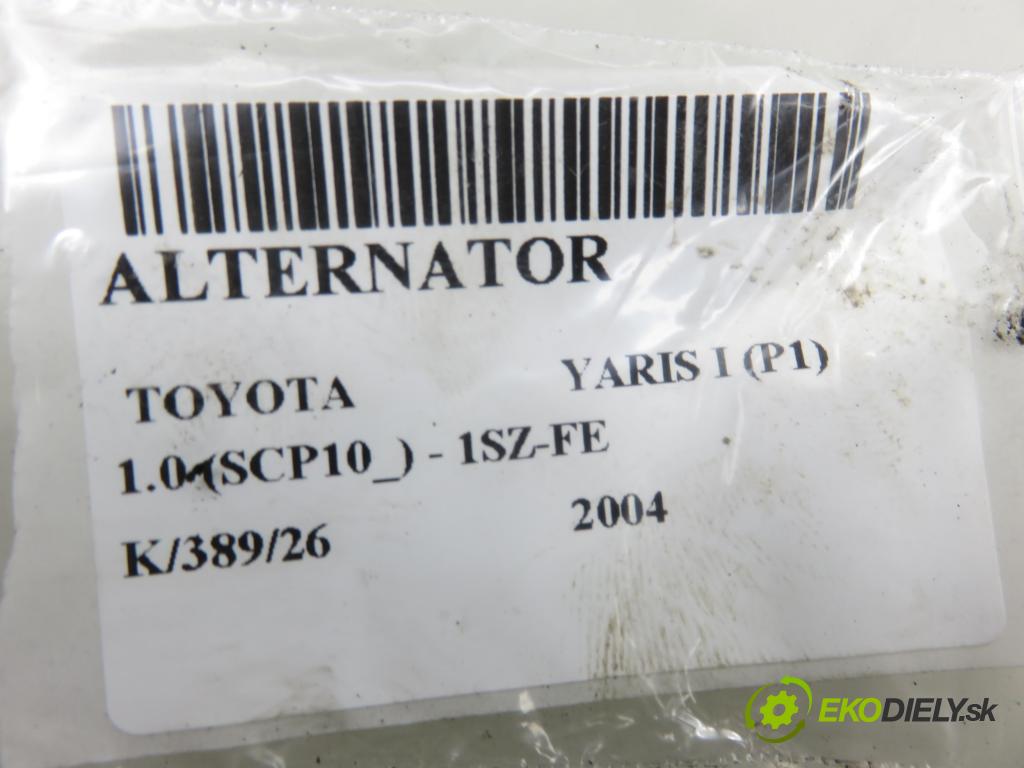 ALTERNATOR
TOYOTA YARIS I (P1)
1.0 (SCP10_) - 1SZ-FE
K/389/26 2004
EKODIELY.sk